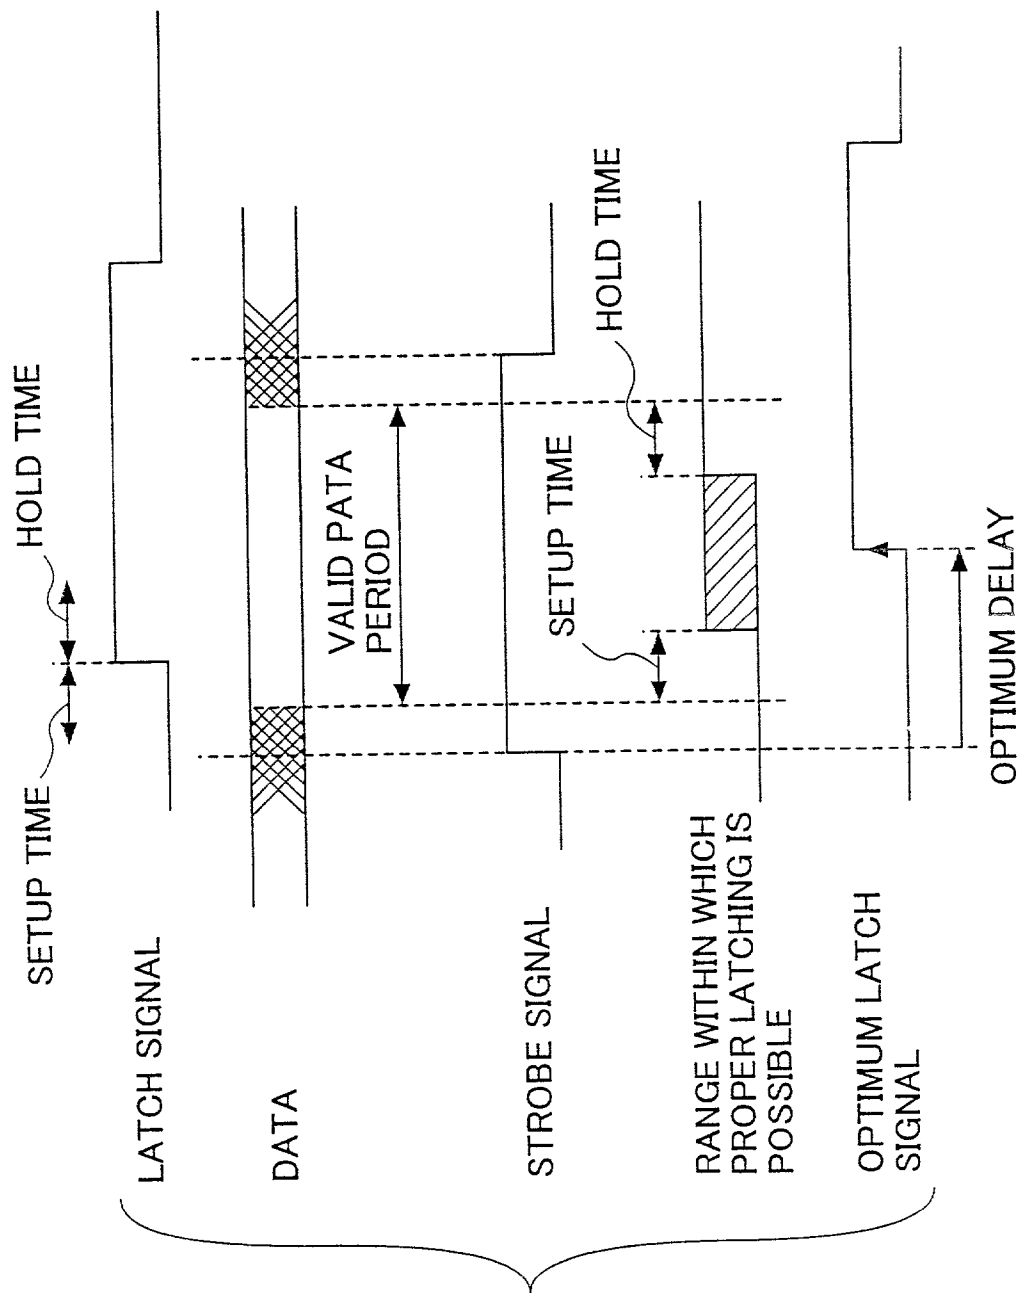 SETUP TIME
HOLD TIME
LATCH SIGNAL
DATA
VALID PATA
PERIOD
STROBE SIGNAL
SETUP TIME
HOLD TIME
RANGE WITHIN WHICH
PROPER LATCHING IS
POSSIBLE
OPTIMUM LATCH
SIGNAL
OPTIMUM DELAY